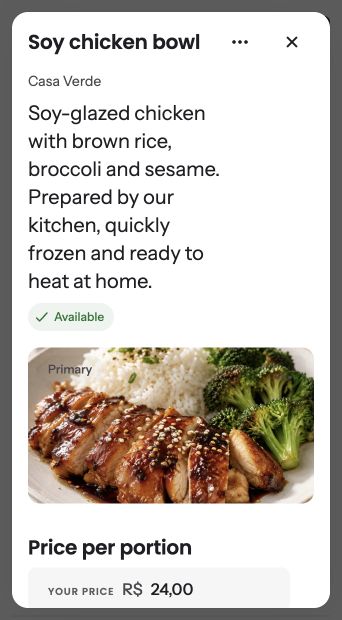 Soy chicken bowl
Casa Verde
Soy-glazed chicken
with brown rice,
broccoli and sesame.
Prepared by our
kitchen, quickly
frozen and ready to
heat at home.
Available
Primary
Price per portion
YOUR PRICE R$ 24,00